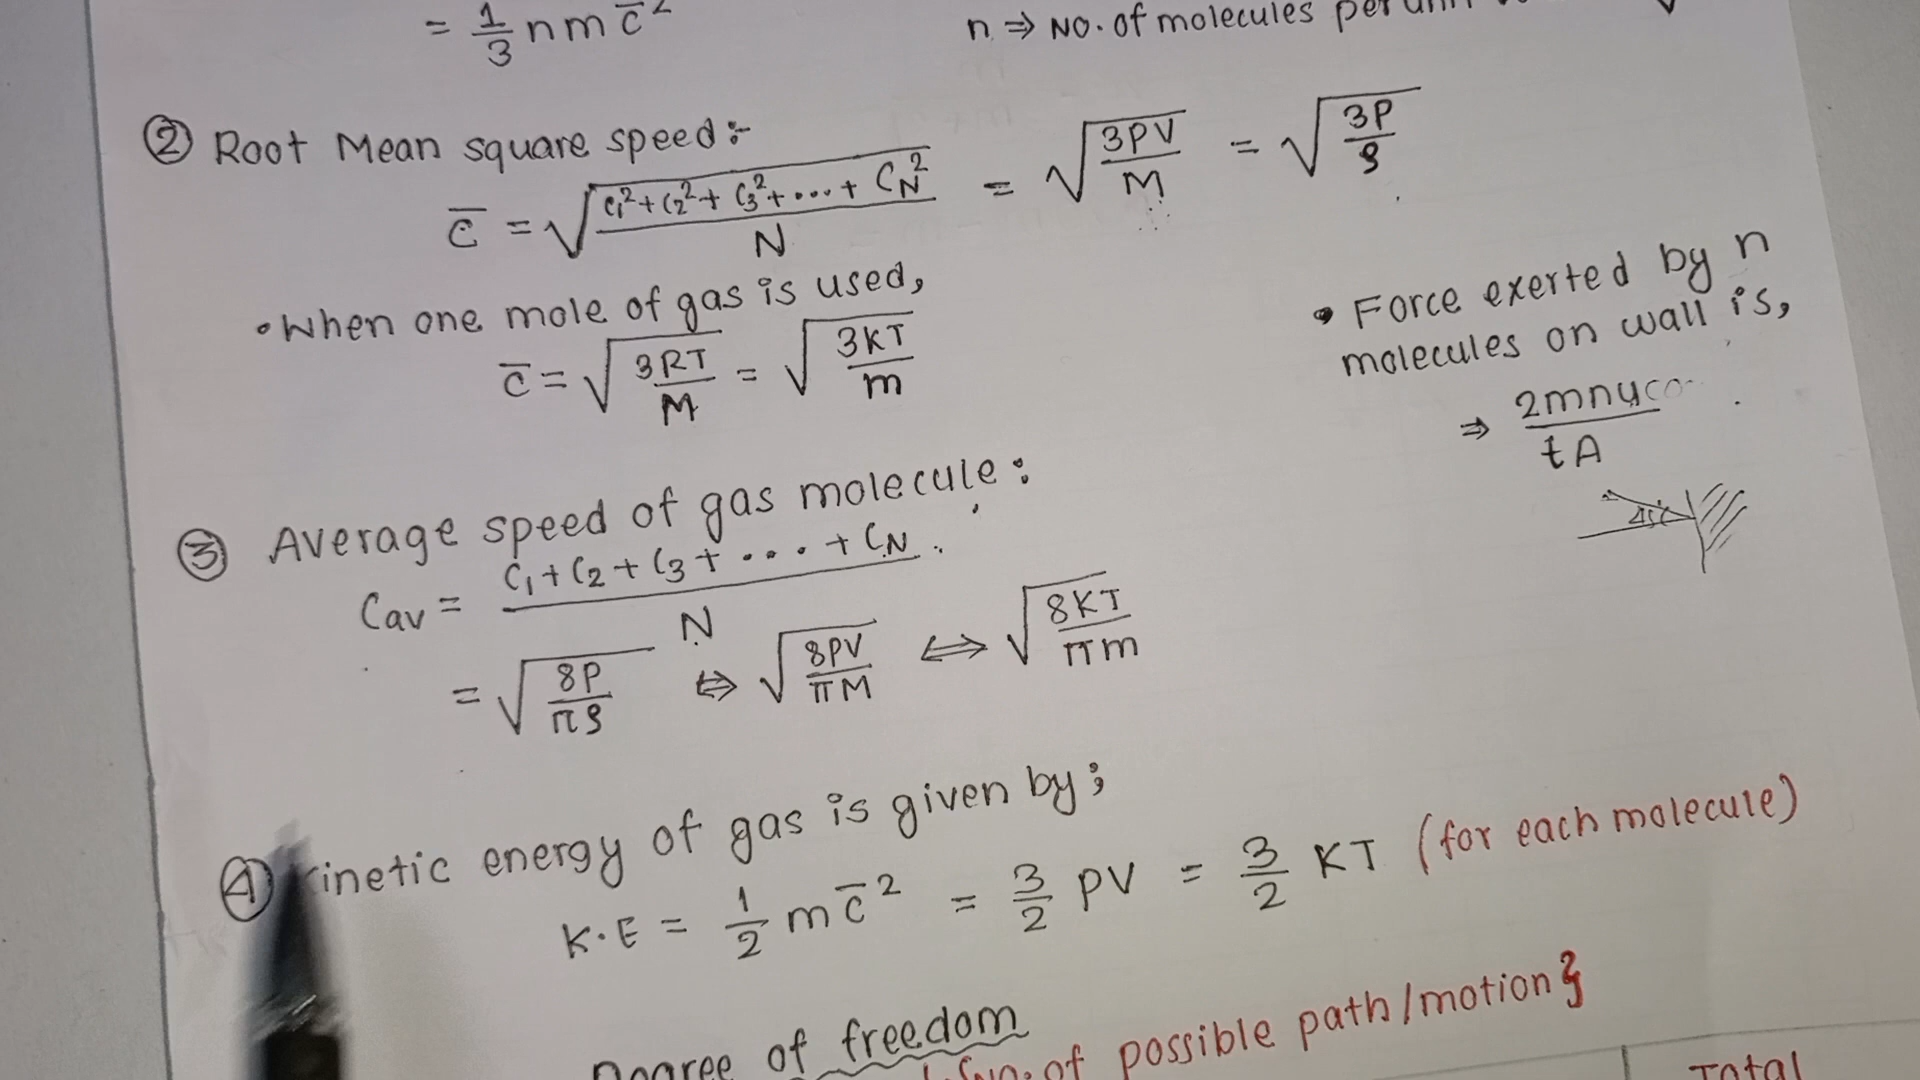 = 1/3 n m c̅²
n ⇒ NO. of molecules per
② Root Mean square speed :-
c̅ = √((c₁² + c₂² + c₃² + ... + C_N²)/N) = √(3PV/M) = √(3P/ρ)
• When one mole of gas is used,
c̅ = √(3RT/M) = √(3KT/m)
• Force exerted by n
molecules on wall is,
⇒ 2mnuco/tA
③ Average speed of gas molecule :
Cav = (C₁ + C₂ + C₃ + ... + C_N)/N
= √(8P/πρ) ⇔ √(8PV/πM) ⇔ √(8KT/πm)
④ Kinetic energy of gas is given by;
K.E = 1/2 m c̅² = 3/2 PV = 3/2 KT (for each molecule)
Degree of freedom
of possible path/motion}
Total